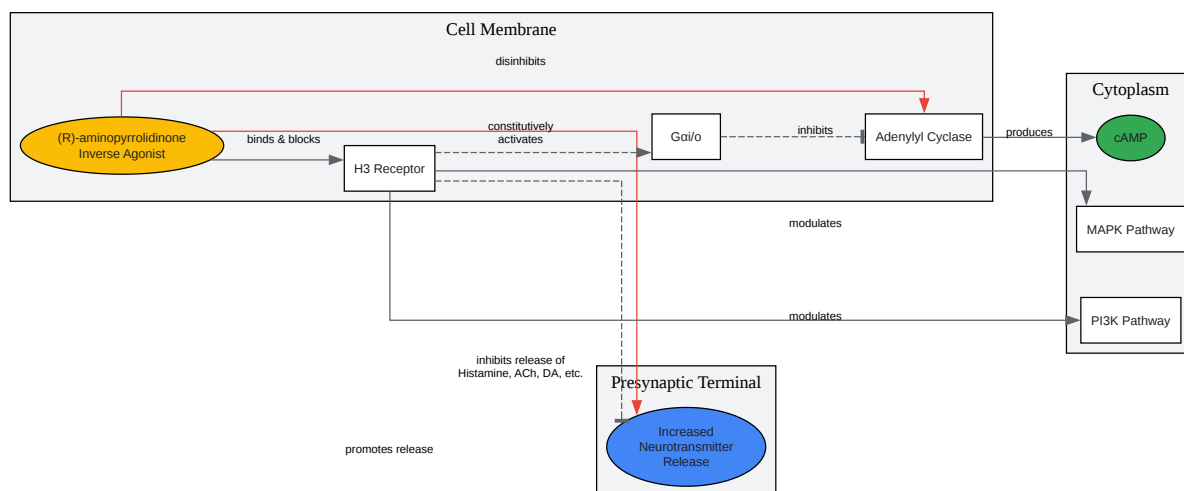 Cell Membrane
disinhibits
Cytoplasm
(R)-aminopyrrolidinone
Inverse Agonist
binds & blocks
H3 Receptor
constitutively
activates
Gαi/o
inhibits
Adenylyl Cyclase
produces
cAMP
modulates
MAPK Pathway
modulates
PI3K Pathway
inhibits release of
Histamine, ACh, DA, etc.
Presynaptic Terminal
Increased
Neurotransmitter
Release
promotes release